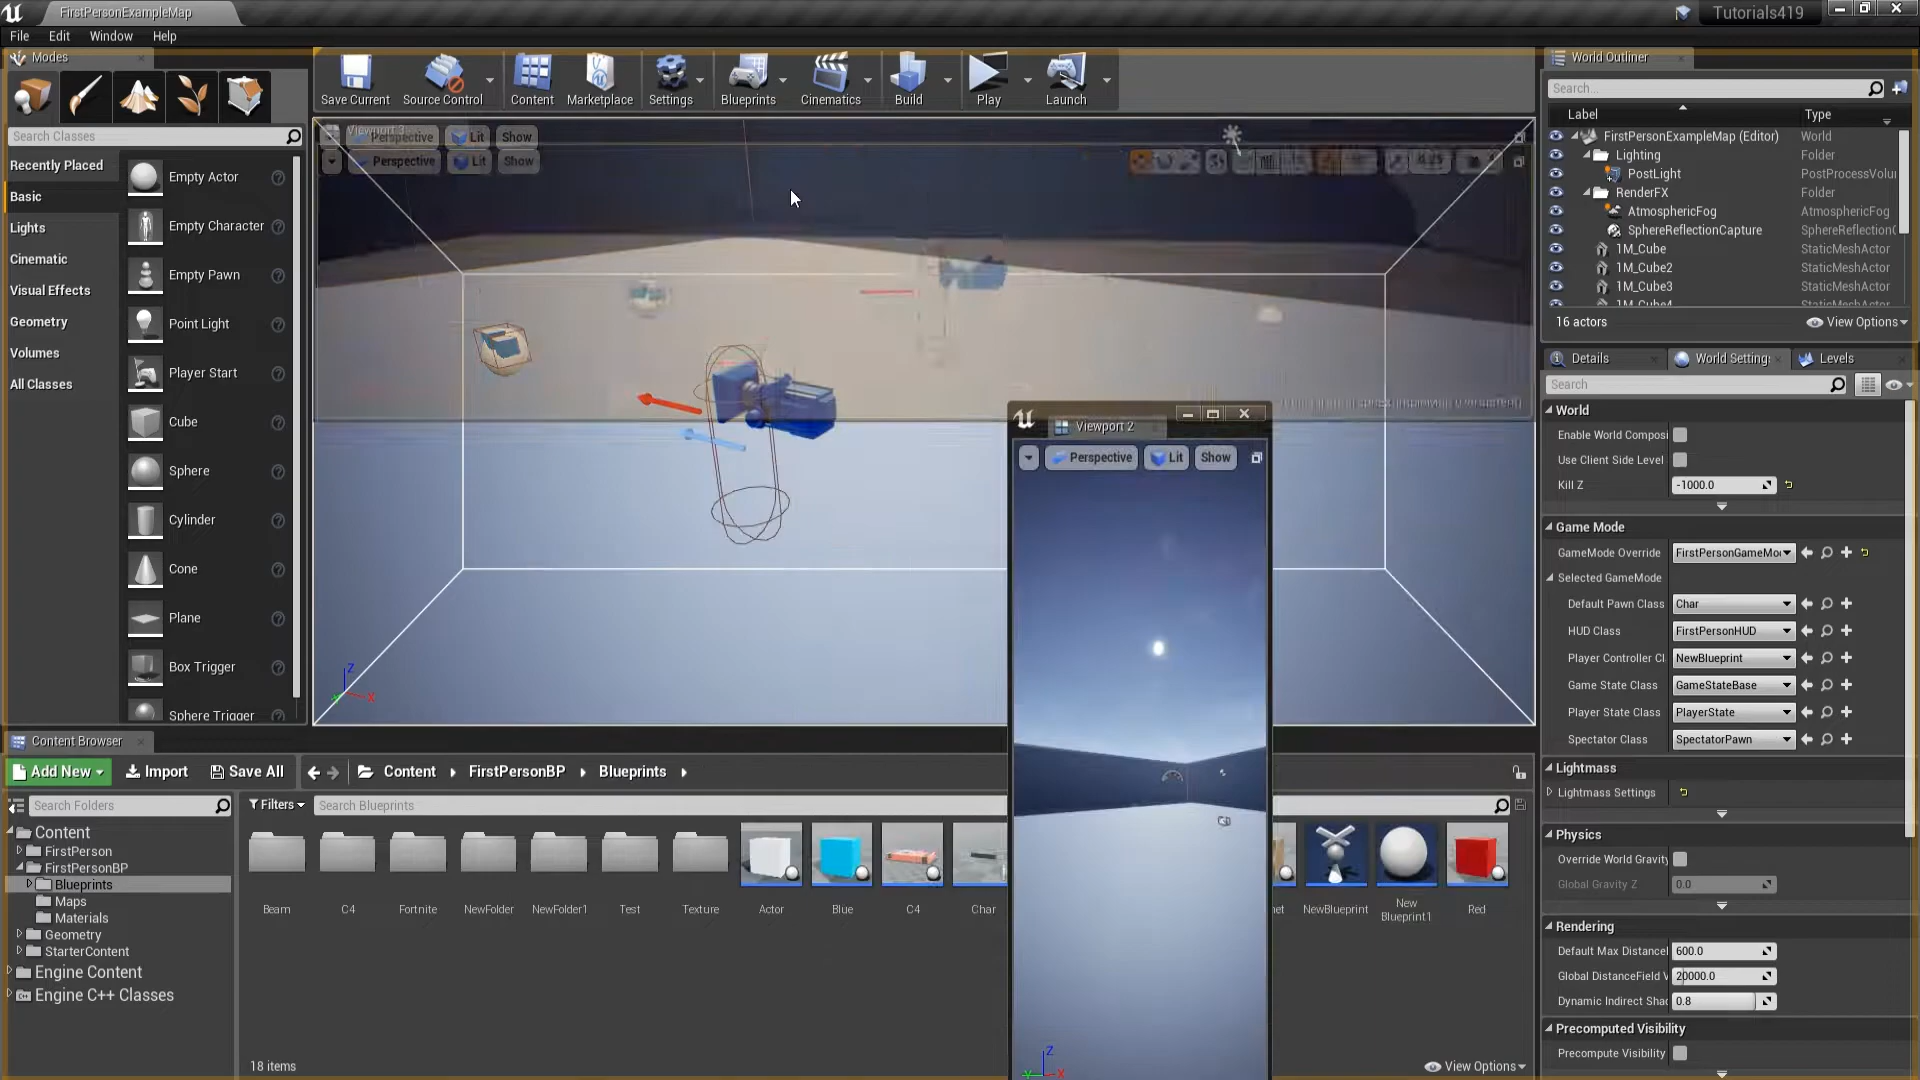 FirstPersonExampleMap
Tutorials419
File Edit Window Help
Modes
Search Classes
Recently Placed
Basic
Lights
Cinematic
Visual Effects
Geometry
Volumes
All Classes
Empty Actor
Empty Character
Empty Pawn
Point Light
Player Start
Cube
Sphere
Cylinder
Cone
Plane
Box Trigger
Sphere Trigger
Save Current
Source Control
Content
Marketplace
Settings
Blueprints
Cinematics
Build
Play
Launch
Viewport 3
Perspective Lit Show
Perspective Lit Show
Z
X
Viewport 2
Perspective Lit Show
Z
Y X
World Outliner
Search...
Label Type
FirstPersonExampleMap (Editor) World
Lighting Folder
PostLight PostProcessVolu
RenderFX Folder
AtmosphericFog AtmosphericFog
SphereReflectionCapture SphereReflectionC
1M_Cube StaticMeshActor
1M_Cube2 StaticMeshActor
1M_Cube3 StaticMeshActor
1M_Cube4 StaticMeshActor
16 actors
View Options
Details
World Settings
Levels
Search
World
Enable World Composi
Use Client Side Level
Kill Z -1000.0
Game Mode
GameMode Override FirstPersonGameMo
Selected GameMode
Default Pawn Class Char
HUD Class FirstPersonHUD
Player Controller Cl NewBlueprint
Game State Class GameStateBase
Player State Class PlayerState
Spectator Class SpectatorPawn
Lightmass
Lightmass Settings
Physics
Override World Gravity
Global Gravity Z 0.0
Rendering
Default Max Distance 600.0
Global DistanceField V 20000.0
Dynamic Indirect Shad 0.8
Precomputed Visibility
Precompute Visibility
Content Browser
Add New Import Save All Content FirstPersonBP Blueprints
Search Folders
Filters
Search Blueprints
Content
FirstPerson
FirstPersonBP
Blueprints
Maps
Materials
Geometry
StarterContent
Engine Content
Engine C++ Classes
Beam
C4
Fortnite
NewFolder
NewFolder1
Test
Texture
Actor
Blue
C4
Char
net
NewBlueprint
New
Blueprint1
Red
18 items
View Options